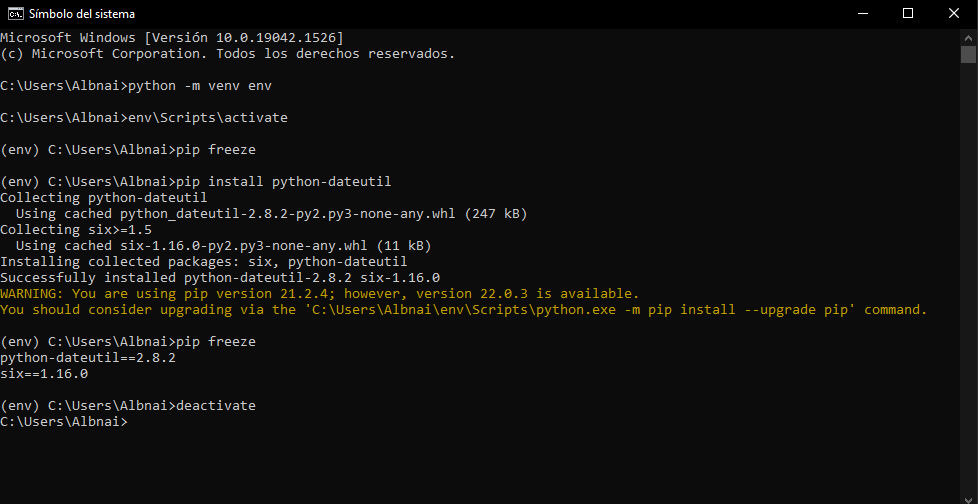 Símbolo del sistema
Microsoft Windows [Versión 10.0.19042.1526]
(c) Microsoft Corporation. Todos los derechos reservados.
C:\Users\Albnai>python -m venv env
C:\Users\Albnai>env\Scripts\activate
(env) C:\Users\Albnai>pip freeze
(env) C:\Users\Albnai>pip install python-dateutil
Collecting python-dateutil
  Using cached python_dateutil-2.8.2-py2.py3-none-any.whl (247 kB)
Collecting six>=1.5
  Using cached six-1.16.0-py2.py3-none-any.whl (11 kB)
Installing collected packages: six, python-dateutil
Successfully installed python-dateutil-2.8.2 six-1.16.0
WARNING: You are using pip version 21.2.4; however, version 22.0.3 is available.
You should consider upgrading via the 'C:\Users\Albnai\env\Scripts\python.exe -m pip install --upgrade pip' command.
(env) C:\Users\Albnai>pip freeze
python-dateutil==2.8.2
six==1.16.0
(env) C:\Users\Albnai>deactivate
C:\Users\Albnai>